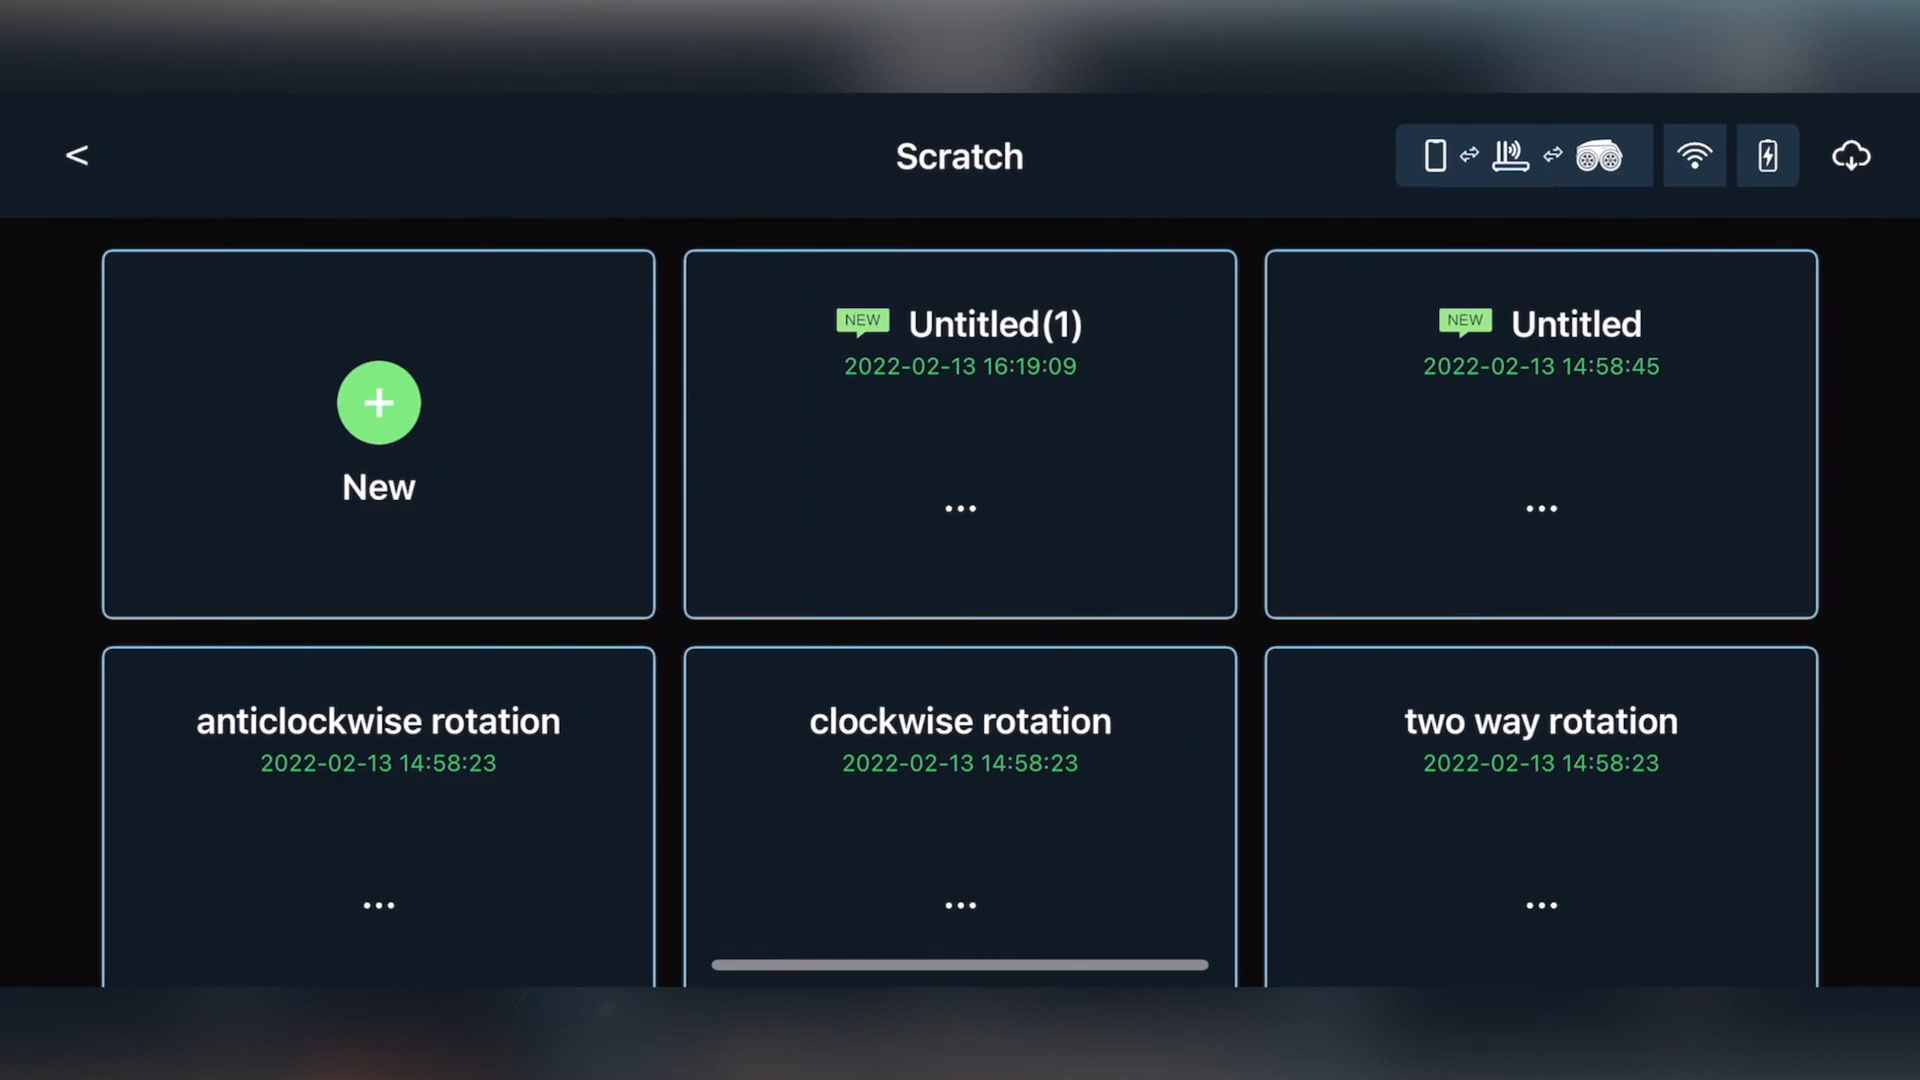 <
Scratch
New
NEW Untitled(1)
2022-02-13 16:19:09
...
NEW Untitled
2022-02-13 14:58:45
...
anticlockwise rotation
2022-02-13 14:58:23
...
clockwise rotation
2022-02-13 14:58:23
...
two way rotation
2022-02-13 14:58:23
...